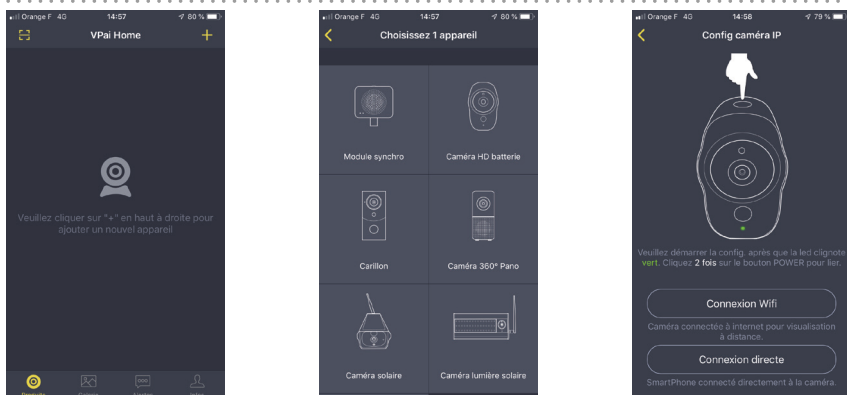 Orange F 4G 14:57 80 %
VPai Home
Veuillez cliquer sur "+" en haut à droite pour
ajouter un nouvel appareil
Orange F 4G 14:57 80 %
Choisissez 1 appareil
Module synchro
Caméra HD batterie
Carillon
Caméra 360° Pano
Caméra solaire
Caméra lumière solaire
Orange F 4G 14:58 79 %
Config caméra IP
Veuillez démarrer la config. après que la led clignote
vert. Cliquez 2 fois sur le bouton POWER pour lier.
Connexion Wifi
Caméra connectée à internet pour visualisation
à distance.
Connexion directe
SmartPhone connecté directement à la caméra.